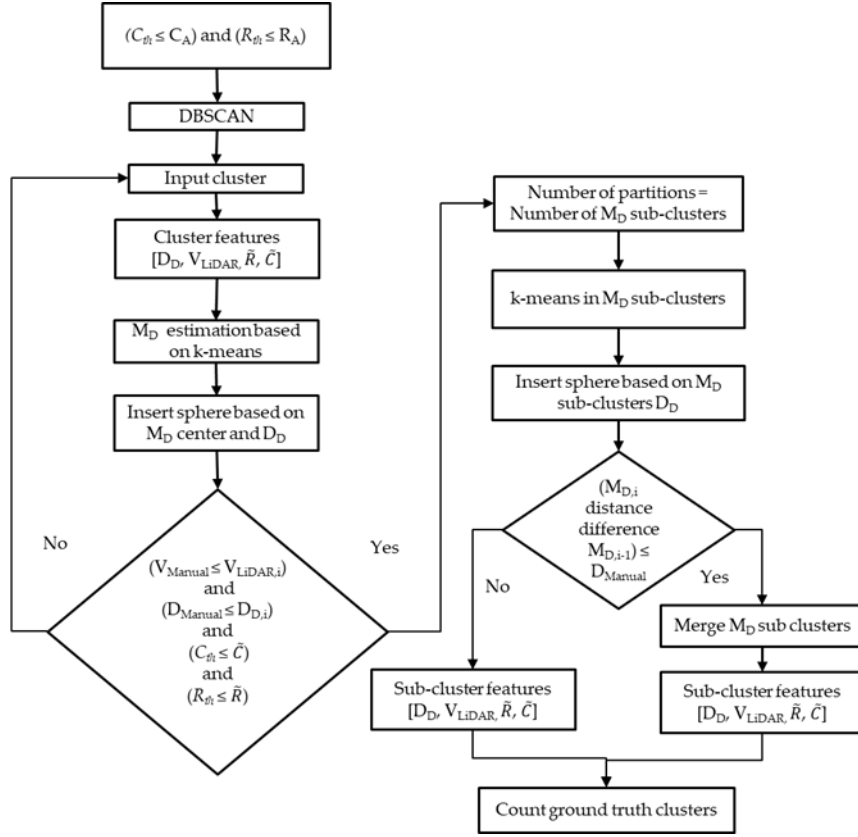 (C_th ≤ C_A) and (R_th ≤ R_A)
DBSCAN
Input cluster
Cluster features
[D_D, V_LiDAR, R̃, C̃]
M_D estimation based
on k-means
Insert sphere based on
M_D center and D_D
No
Yes
(V_Manual ≤ V_LiDAR,i)
and
(D_Manual ≤ D_D,i)
and
(C_th ≤ C̃)
and
(R_th ≤ R̃)
Number of partitions =
Number of M_D sub-clusters
k-means in M_D sub-clusters
Insert sphere based on M_D
sub-clusters D_D
(M_D,i
distance
difference
M_D,i-1) ≤
D_Manual
No
Yes
Merge M_D sub clusters
Sub-cluster features
[D_D, V_LiDAR, R̃, C̃]
Sub-cluster features
[D_D, V_LiDAR, R̃, C̃]
Count ground truth clusters